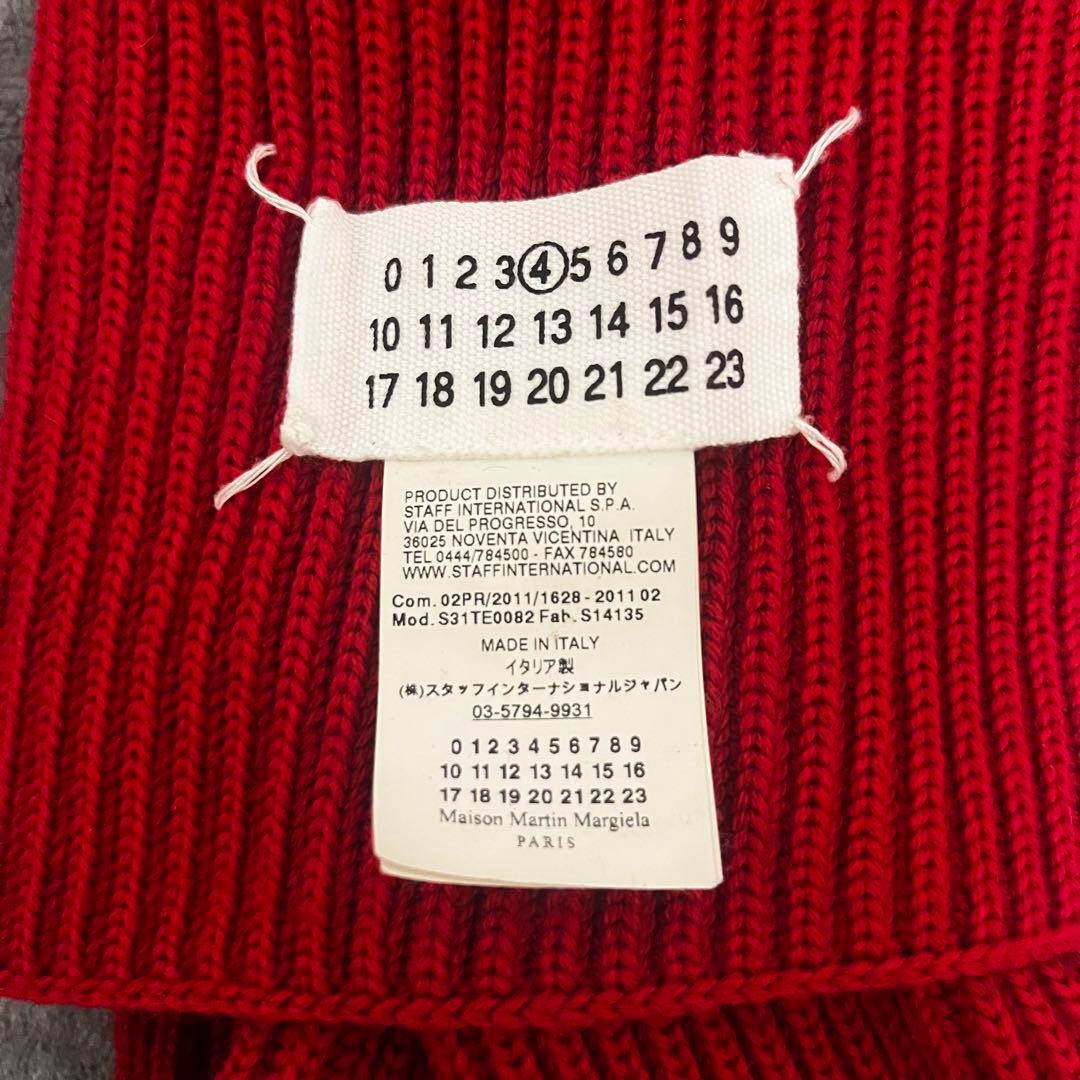 0 1 2 3 4 5 6 7 8 9
10 11 12 13 14 15 16
17 18 19 20 21 22 23
PRODUCT DISTRIBUTED BY
STAFF INTERNATIONAL S.P.A.
VIA DEL PROGRESSO, 10
36025 NOVENTA VICENTINA ITALY
TEL 0444/784500 - FAX 784580
WWW.STAFFINTERNATIONAL.COM
Com. 02PR/2011/1628 - 2011 02
Mod. S31TE0082 Fab. S14135
MADE IN ITALY
イタリア製
(株)スタッフインターナショナルジャパン
03-5794-9931
0 1 2 3 4 5 6 7 8 9
10 11 12 13 14 15 16
17 18 19 20 21 22 23
Maison Martin Margiela
PARIS